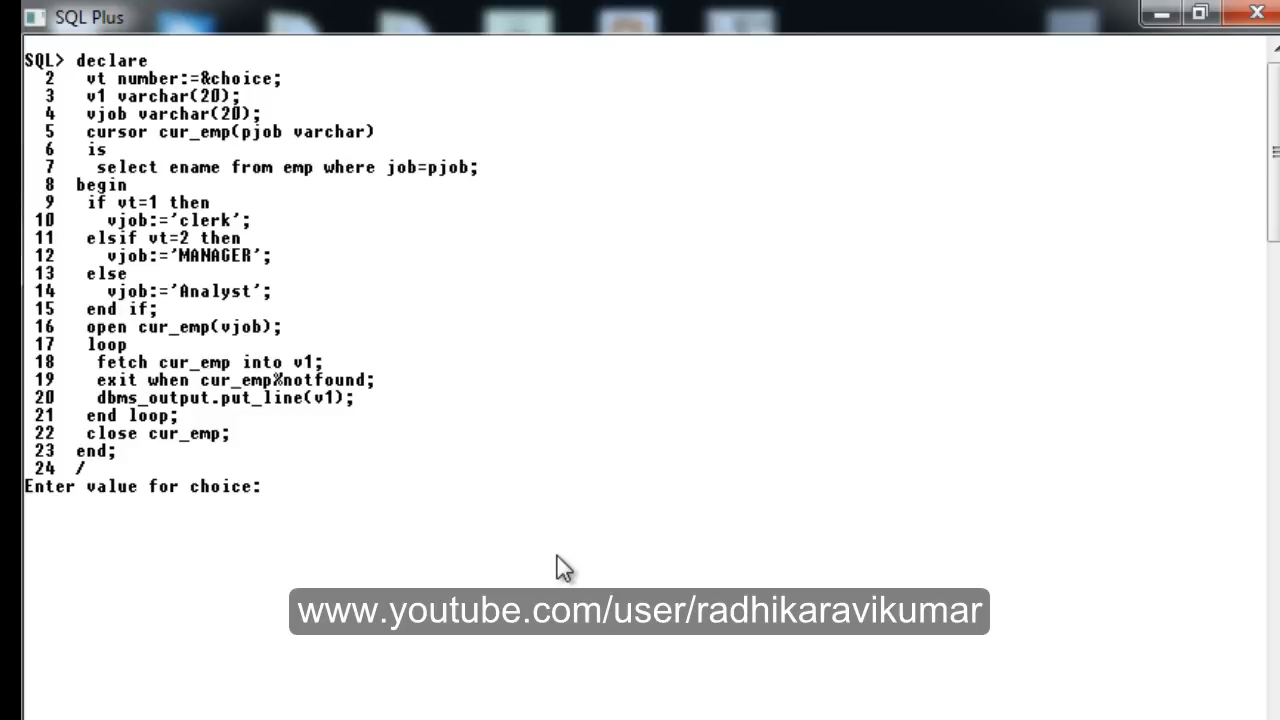 SQL Plus
SQL> declare
2 vt number:=&choice;
3 v1 varchar(20);
4 vjob varchar(20);
5 cursor cur_emp(pjob varchar)
6 is
7 select ename from emp where job=pjob;
8 begin
9 if vt=1 then
10 vjob:='clerk';
11 elsif vt=2 then
12 vjob:='MANAGER';
13 else
14 vjob:='Analyst';
15 end if;
16 open cur_emp(vjob);
17 loop
18 fetch cur_emp into v1;
19 exit when cur_emp%notfound;
20 dbms_output.put_line(v1);
21 end loop;
22 close cur_emp;
23 end;
24 /
Enter value for choice:
www.youtube.com/user/radhikaravikumar